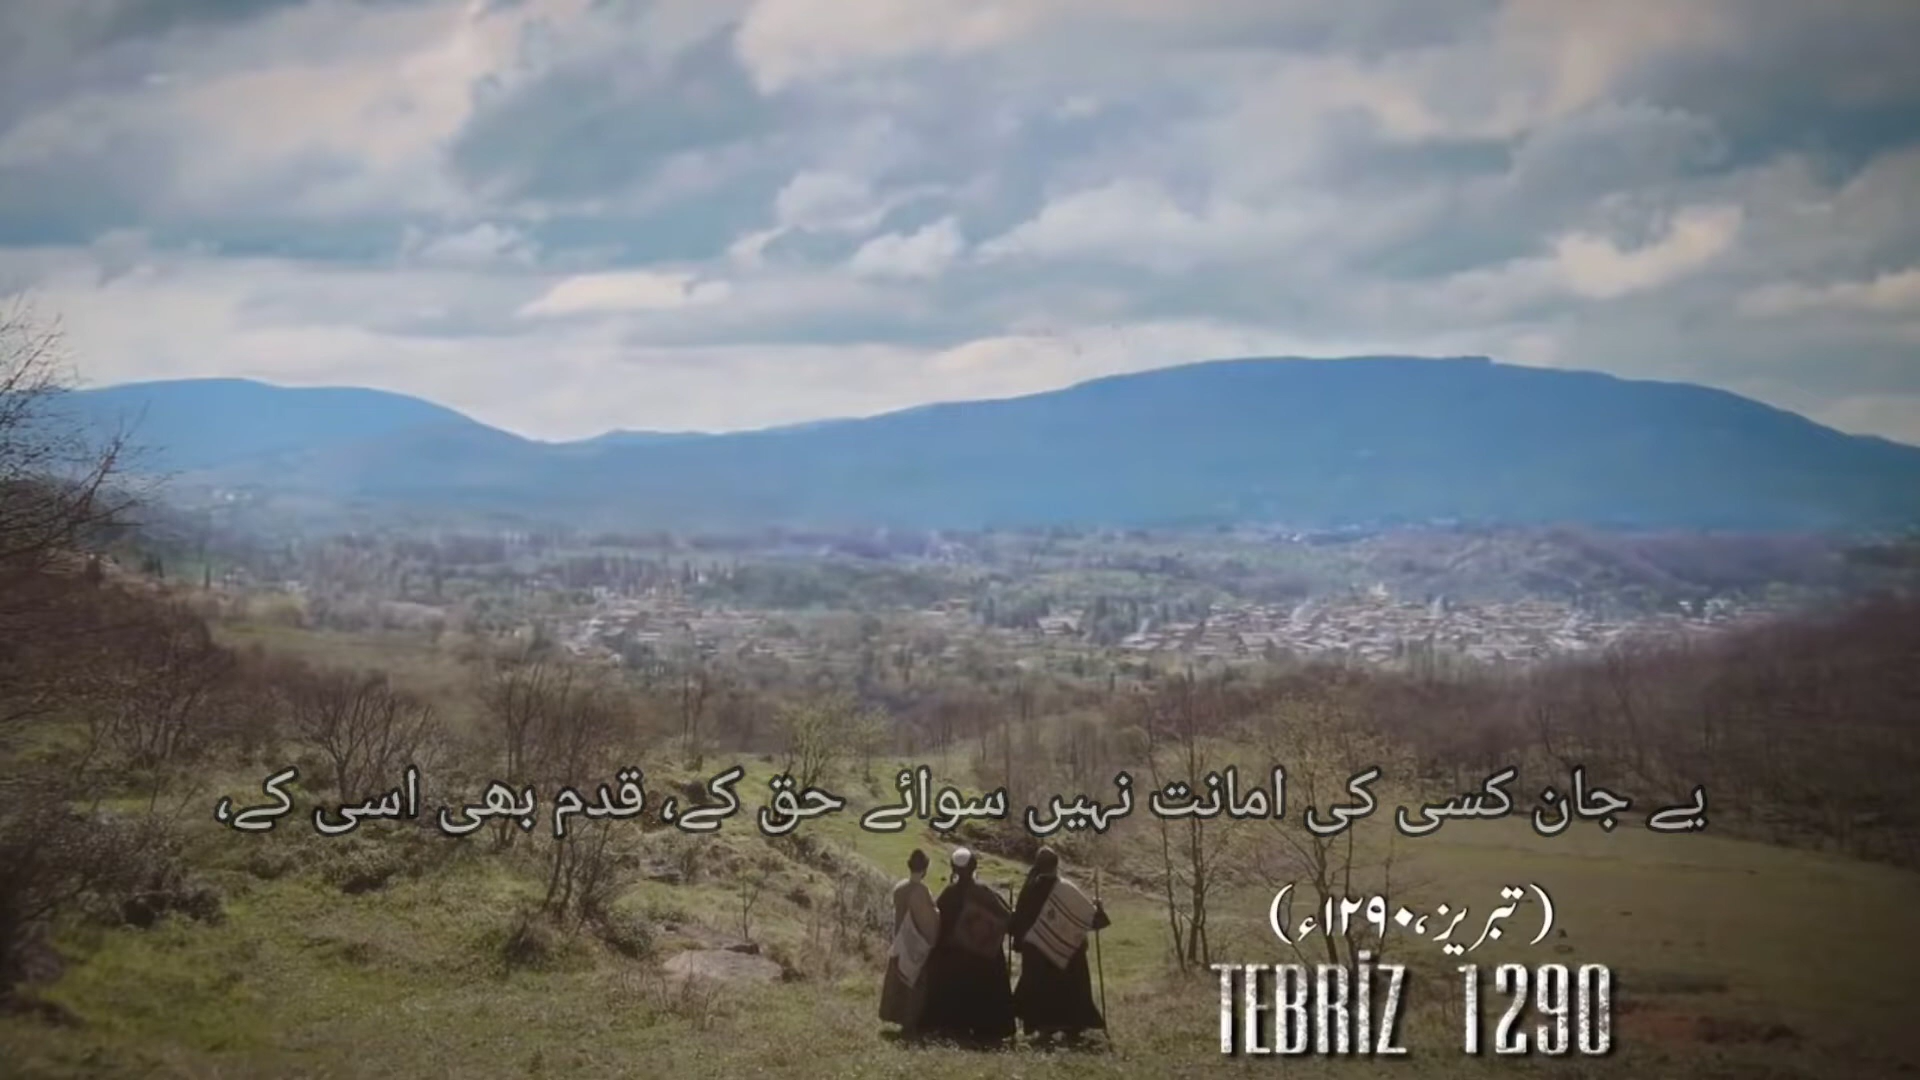 یے جان کسی کی امانت نہیں سوائے حق کے، قدم بھی اسی کے،
(تبریز،۱۲۹۰ء)
TEBRİZ 1290